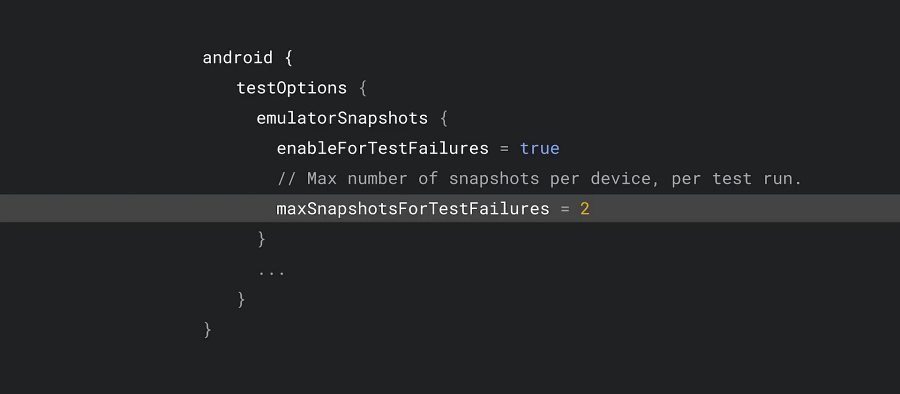 android {
testOptions {
emulatorSnapshots {
enableForTestFailures = true
// Max number of snapshots per device, per test run.
maxSnapshotsForTestFailures = 2
}
...
}
}